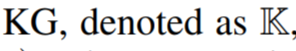 KG, denoted as 𝕂,